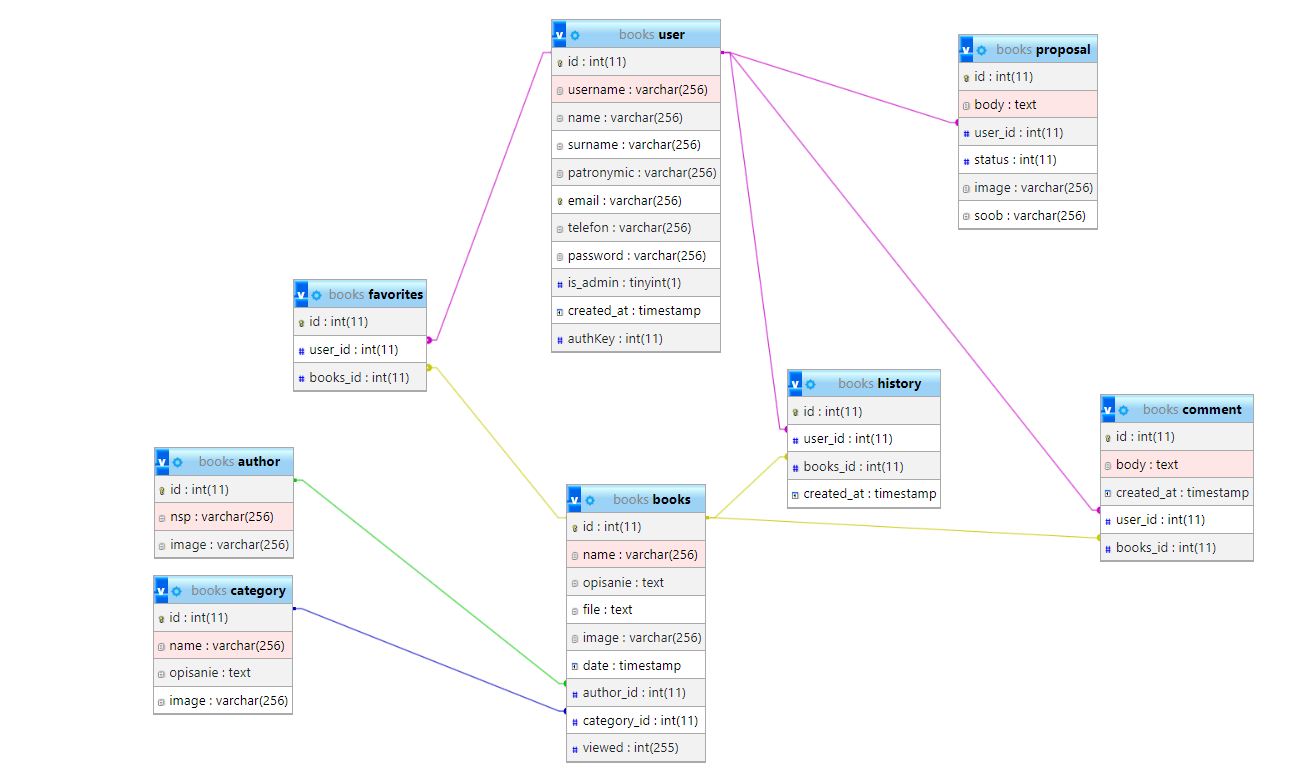 books user
id : int(11)
username : varchar(256)
name : varchar(256)
surname : varchar(256)
patronymic : varchar(256)
email : varchar(256)
telefon : varchar(256)
password : varchar(256)
is_admin : tinyint(1)
created_at : timestamp
authKey : int(11)
books proposal
id : int(11)
body : text
user_id : int(11)
status : int(11)
image : varchar(256)
soob : varchar(256)
books favorites
id : int(11)
user_id : int(11)
books_id : int(11)
books history
id : int(11)
user_id : int(11)
books_id : int(11)
created_at : timestamp
books comment
id : int(11)
body : text
created_at : timestamp
user_id : int(11)
books_id : int(11)
books author
id : int(11)
nsp : varchar(256)
image : varchar(256)
books books
id : int(11)
name : varchar(256)
opisanie : text
file : text
image : varchar(256)
date : timestamp
author_id : int(11)
category_id : int(11)
viewed : int(255)
books category
id : int(11)
name : varchar(256)
opisanie : text
image : varchar(256)